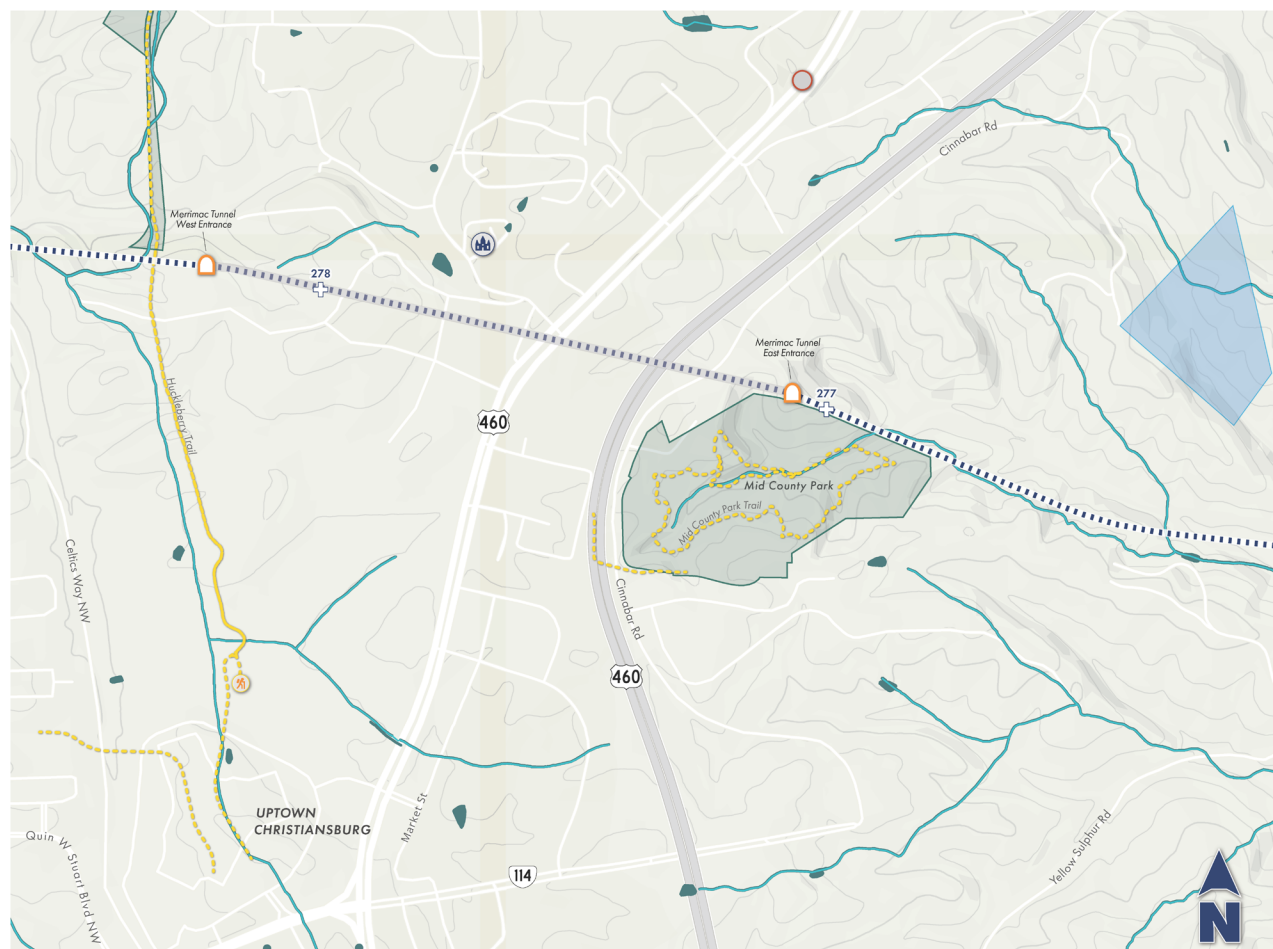 Cinnabar Rd
Merrimac Tunnel
West Entrance
278
Merrimac Tunnel
East Entrance
277
Huckleberry Trail
460
Mid County Park
Mid County Park Trail
Celtics Way NW
Cinnabar Rd
460
UPTOWN
CHRISTIANSBURG
Market St
Quin W Stuart Blvd NW
Yellow Sulphur Rd
114
N